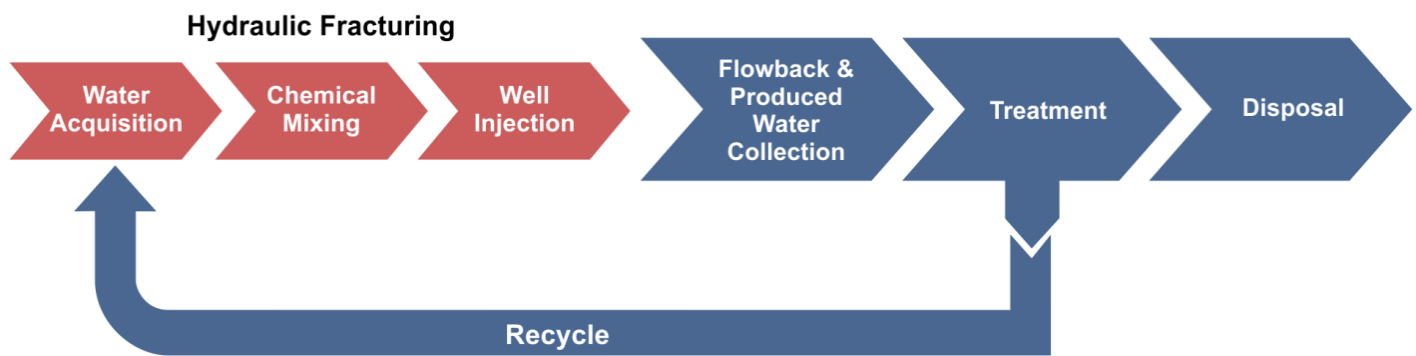 Hydraulic Fracturing
Water
Acquisition
Chemical
Mixing
Well
Injection
Flowback &
Produced
Water
Collection
Treatment
Disposal
Recycle